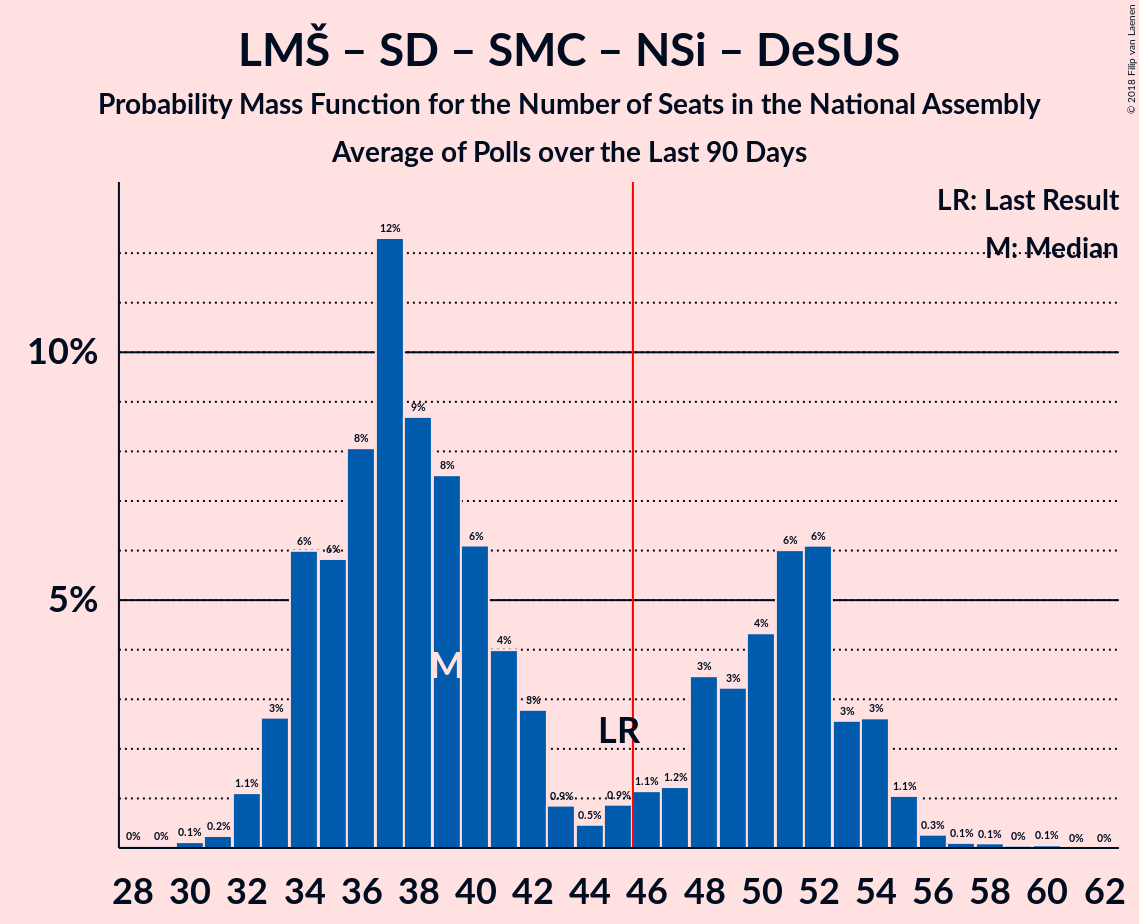 LMŠ – SD – SMC – NSi – DeSUS
Probability Mass Function for the Number of Seats in the National Assembly
Average of Polls over the Last 90 Days
© 2018 Filip van Laenen
LR: Last Result
M: Median
10%
5%
0% 0% 0.1% 0.2% 1.1% 3% 6% 6% 8% 12% 9% 8% 6% 4% 3% 0.9% 0.5% 0.9% 1.1% 1.2% 3% 3% 4% 6% 6% 3% 3% 1.1% 0.3% 0.1% 0.1% 0% 0.1% 0% 0%
M
LR
28 30 32 34 36 38 40 42 44 46 48 50 52 54 56 58 60 62